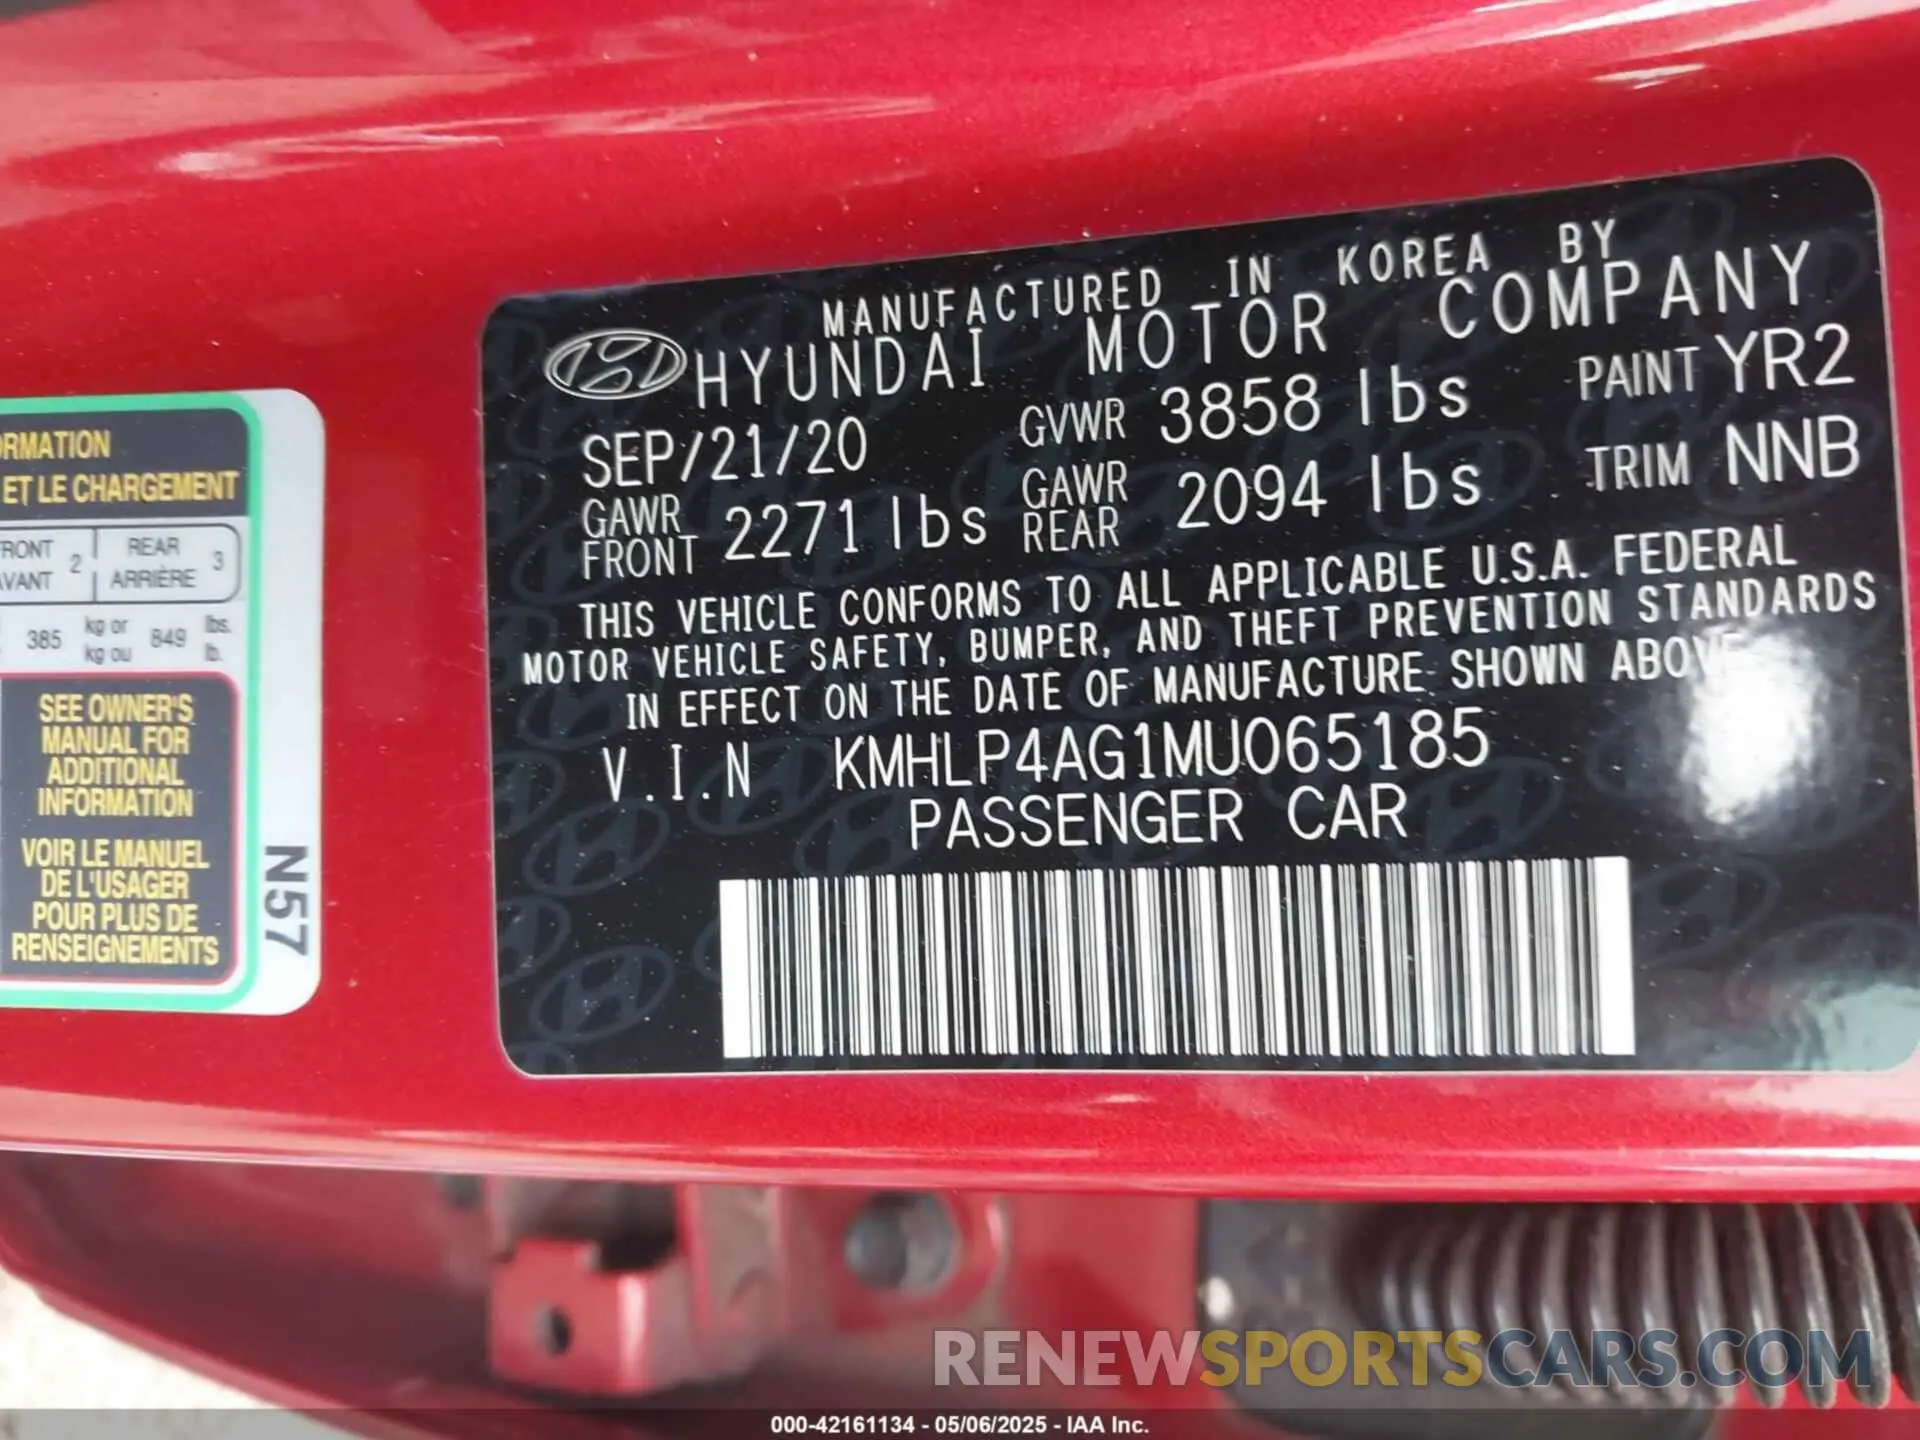 MANUFACTURED IN KOREA BY
HYUNDAI MOTOR COMPANY
SEP/21/20 GVWR 3858 lbs PAINT YR2
GAWR FRONT 2271 lbs GAWR REAR 2094 lbs TRIM NNB
THIS VEHICLE CONFORMS TO ALL APPLICABLE U.S.A. FEDERAL
MOTOR VEHICLE SAFETY, BUMPER, AND THEFT PREVENTION STANDARDS
IN EFFECT ON THE DATE OF MANUFACTURE SHOWN ABOVE
V.I.N KMHLP4AG1MU065185
PASSENGER CAR
ORMATION
ET LE CHARGEMENT
FRONT 2 REAR 3
AVANT ARRIÈRE
385 kg or 849 lbs.
kg ou lb.
SEE OWNER'S
MANUAL FOR
ADDITIONAL
INFORMATION
VOIR LE MANUEL
DE L'USAGER
POUR PLUS DE
RENSEIGNEMENTS
N57
RENEWSPORTSCARS.COM
000-42161134 - 05/06/2025 - IAA Inc.